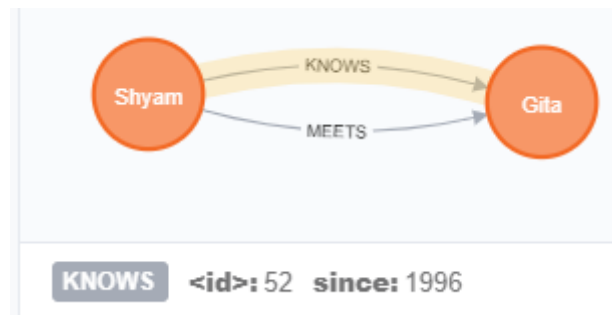 KNOWS
Shyam
Gita
MEETS
KNOWS <id>: 52 since: 1996